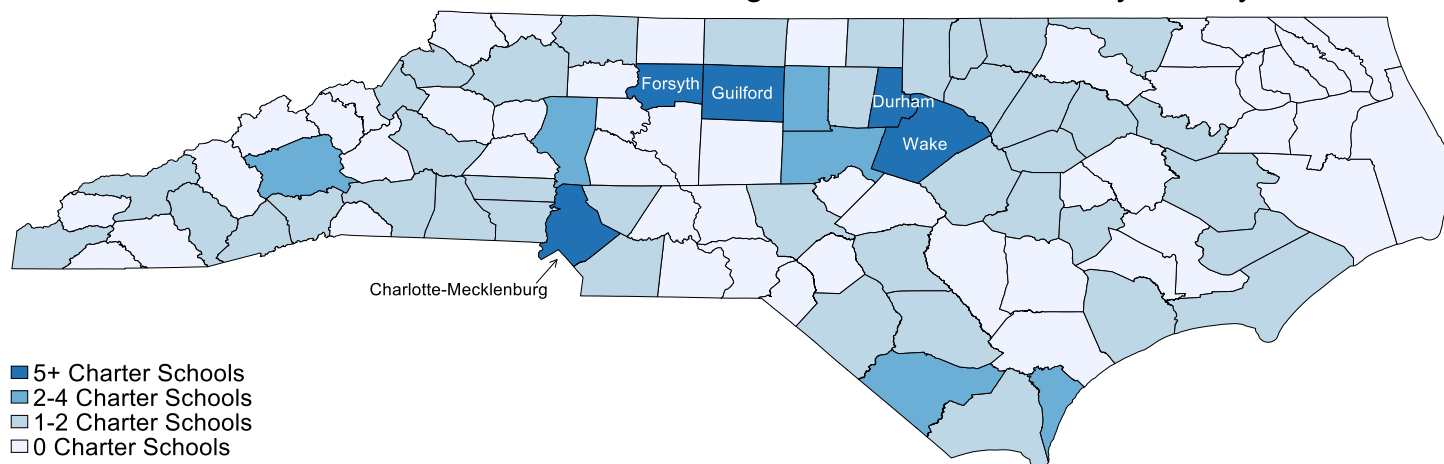 Forsyth
Guilford
Durham
Wake
Charlotte-Mecklenburg
5+ Charter Schools
2-4 Charter Schools
1-2 Charter Schools
0 Charter Schools